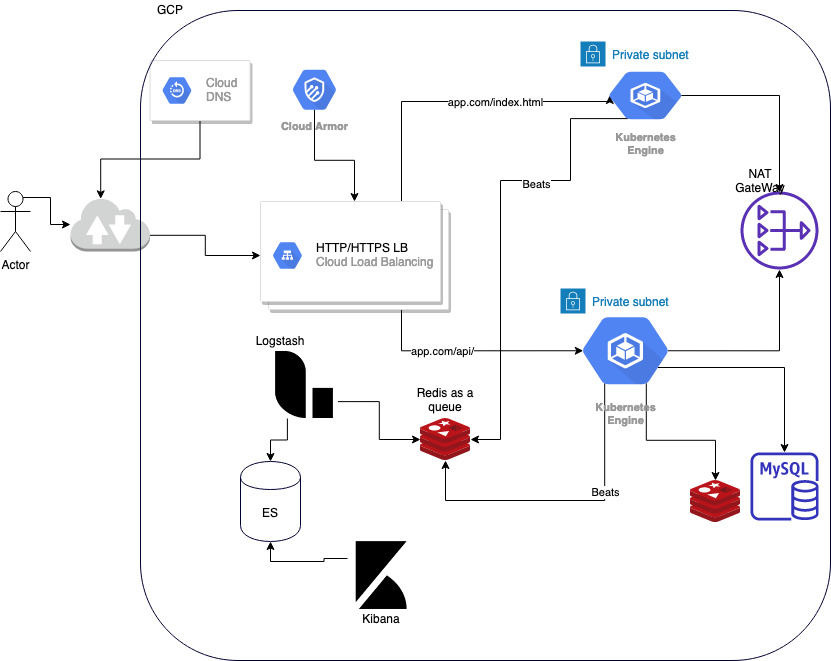 GCP
Cloud
DNS
DNS
Cloud Armor
Private subnet
app.com/index.html
Kubernetes
Engine
Beats
NAT
GateWay
Actor
HTTP/HTTPS LB
Cloud Load Balancing
Private subnet
app.com/api/
Logstash
Redis as a
queue
Kubernetes
Engine
MySQL
Beats
ES
Kibana